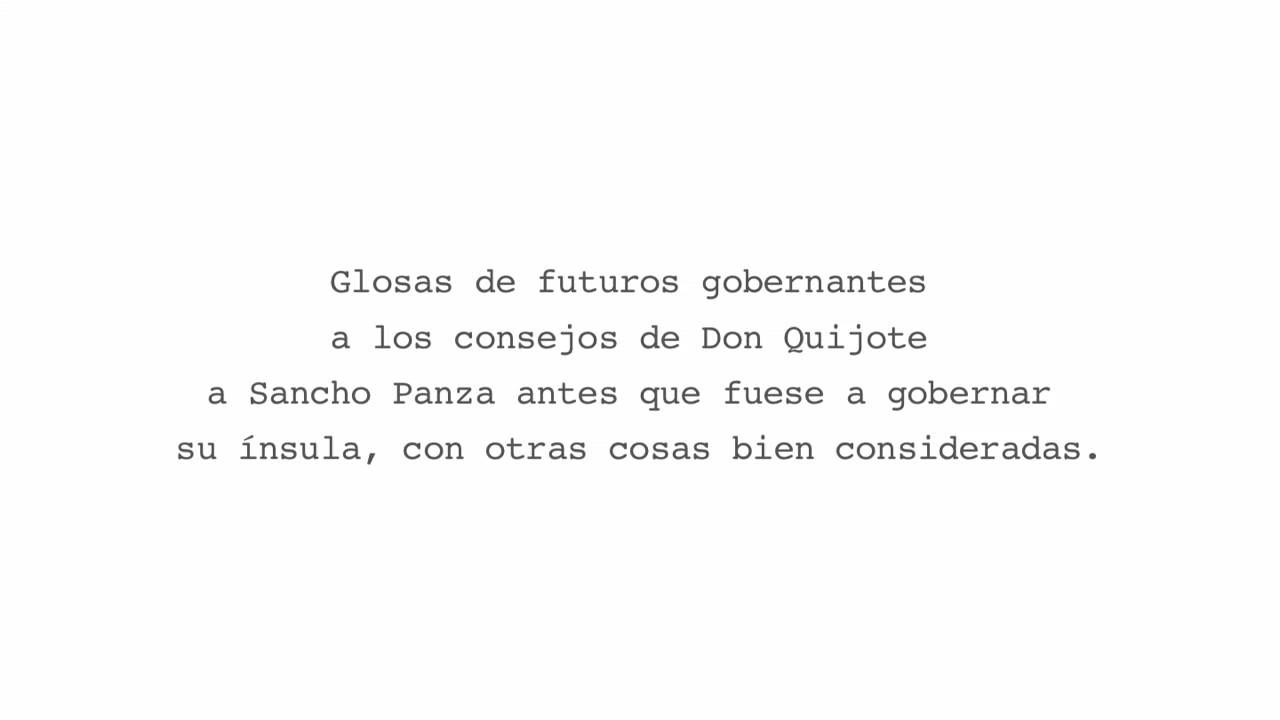 Glosas de futuros gobernantes
a los consejos de Don Quijote
a Sancho Panza antes que fuese a gobernar
su ínsula, con otras cosas bien consideradas.